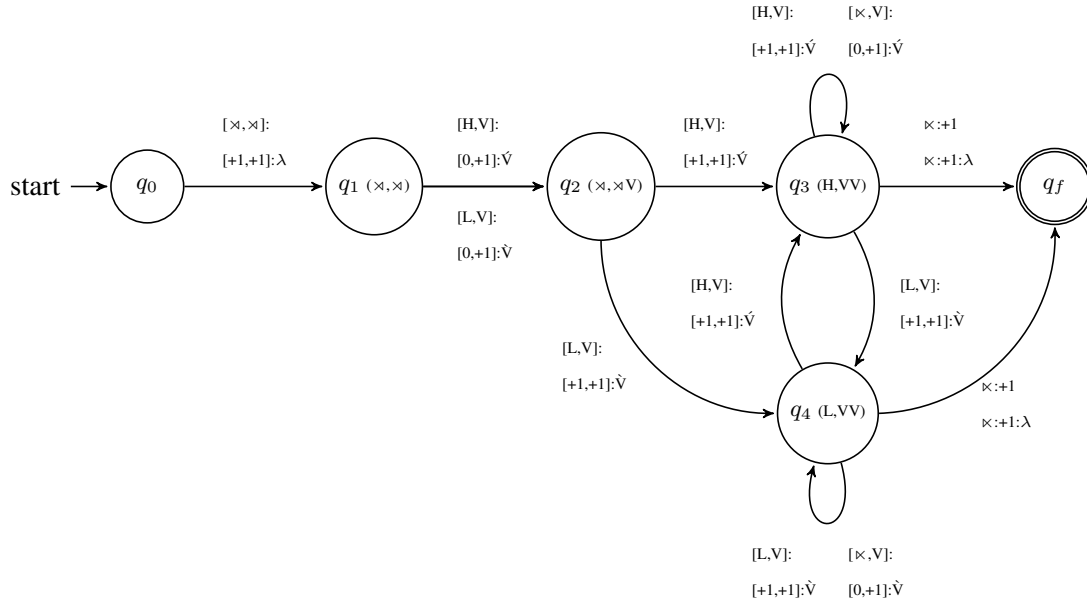 [H,V]: [⋉,V]:
[+1,+1]:V́ [0,+1]:V́
[⋊,⋊]:
[+1,+1]:λ
[H,V]:
[0,+1]:V́
[H,V]:
[+1,+1]:V́
⋉:+1
⋉:+1:λ
start
q0
q1 (⋊,⋊)
q2 (⋊,⋊V)
q3 (H,VV)
qf
[L,V]:
[0,+1]:V̀
[H,V]:
[+1,+1]:V́
[L,V]:
[+1,+1]:V̀
[L,V]:
[+1,+1]:V̀
q4 (L,VV)
⋉:+1
⋉:+1:λ
[L,V]: [⋉,V]:
[+1,+1]:V̀ [0,+1]:V̀